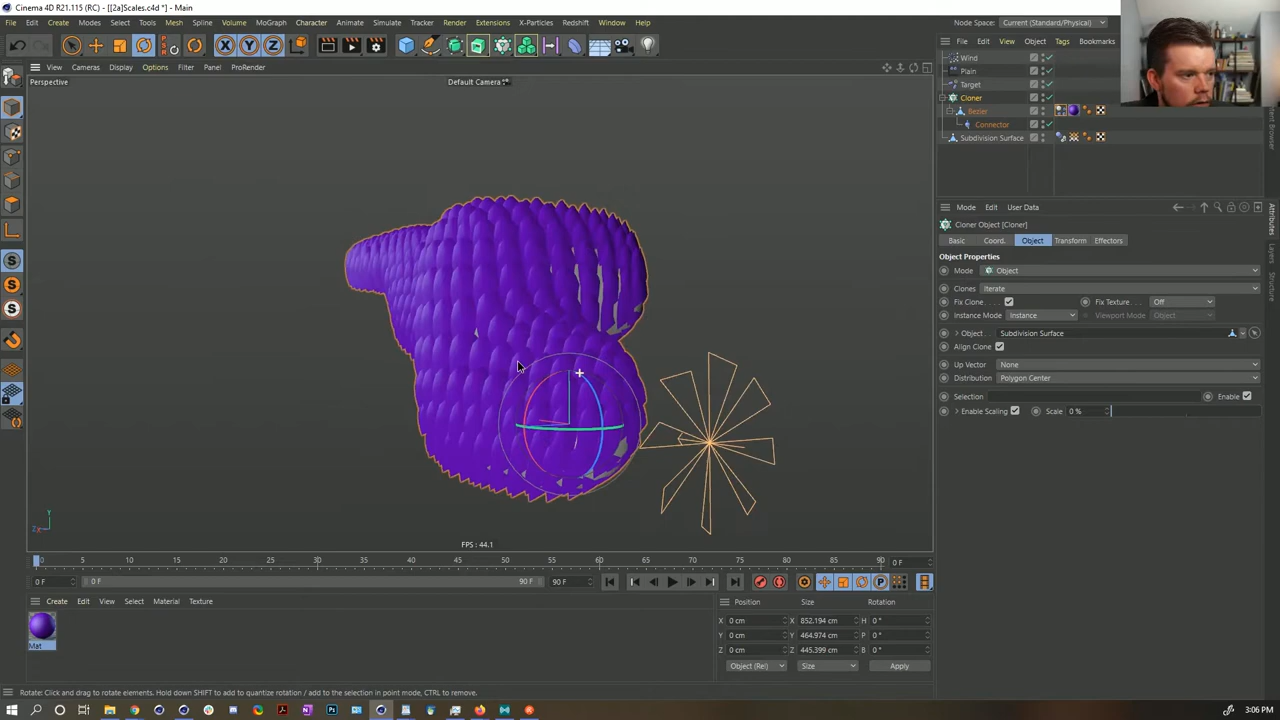 Cinema 4D R21.115 (RC) - [[2a]Scales.c4d *] - Main
File Edit Create Modes Select Tools Mesh Spline Volume MoGraph Character Animate Simulate Tracker Render Extensions X-Particles Redshift Window Help Node Space: Current (Standard/Physical)
View Cameras Display Options Filter Panel ProRender
Perspective
Default Camera
File Edit View Object Tags Bookmarks
Wind
Plain
Target
Cloner
Bezier
Connector
Subdivision Surface
Content Browser
Mode Edit User Data
Cloner Object [Cloner]
Basic Coord. Object Transform Effectors
Object Properties
Mode Object
Clones Iterate
Fix Clone Fix Texture Off
Instance Mode Instance Viewport Mode Object
Object Subdivision Surface
Align Clone
Up Vector None
Distribution Polygon Center
Selection Enable
Enable Scaling Scale 0 %
Attributes
Layers
Structure
Y
Z X
FPS : 44.1
0 5 10 15 20 25 30 35 40 45 50 55 60 65 70 75 80 85 90 0 F
0 F 0 F 90 F 90 F
Create Edit View Select Material Texture
Mat
Position Size Rotation
X 0 cm X 852.194 cm H 0 °
Y 0 cm Y 464.974 cm P 0 °
Z 0 cm Z 445.399 cm B 0 °
Object (Rel) Size Apply
Rotate: Click and drag to rotate elements. Hold down SHIFT to add to quantize rotation / add to the selection in point mode, CTRL to remove.
3:06 PM